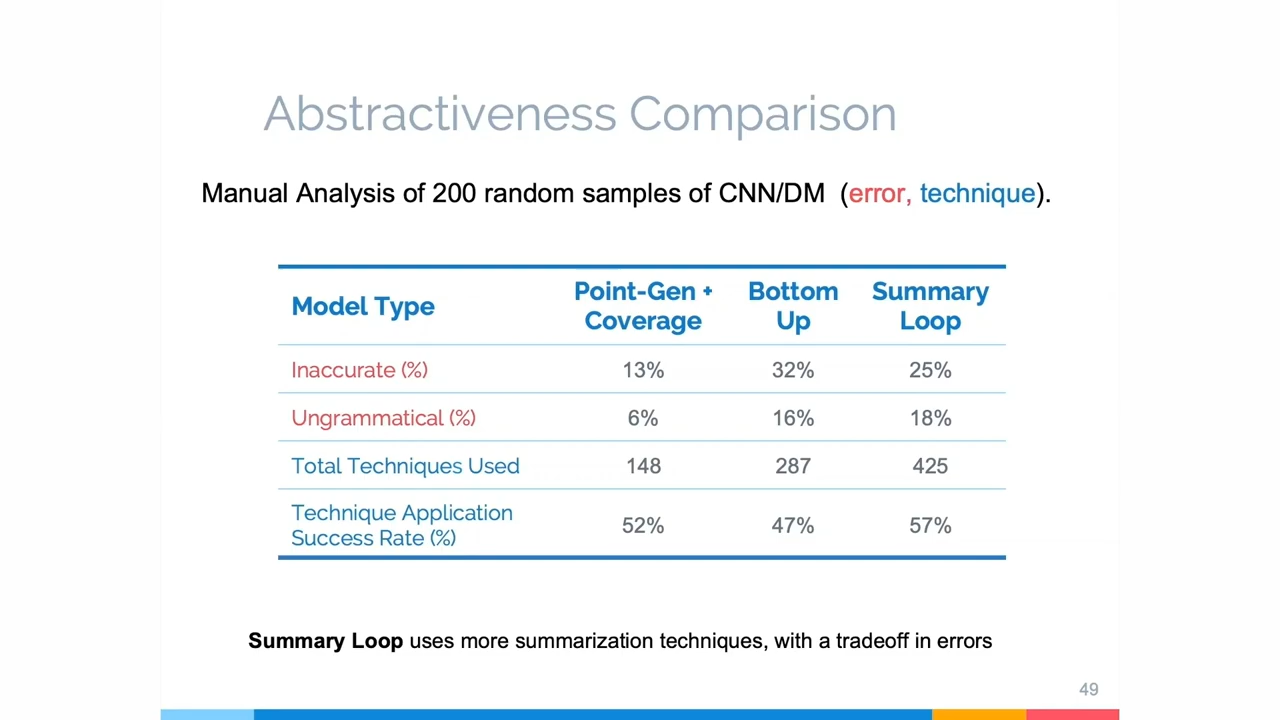 Abstractiveness Comparison
Manual Analysis of 200 random samples of CNN/DM (error, technique).
Model Type Point-Gen + Coverage Bottom Up Summary Loop
Inaccurate (%) 13% 32% 25%
Ungrammatical (%) 6% 16% 18%
Total Techniques Used 148 287 425
Technique Application Success Rate (%) 52% 47% 57%
Summary Loop uses more summarization techniques, with a tradeoff in errors
49